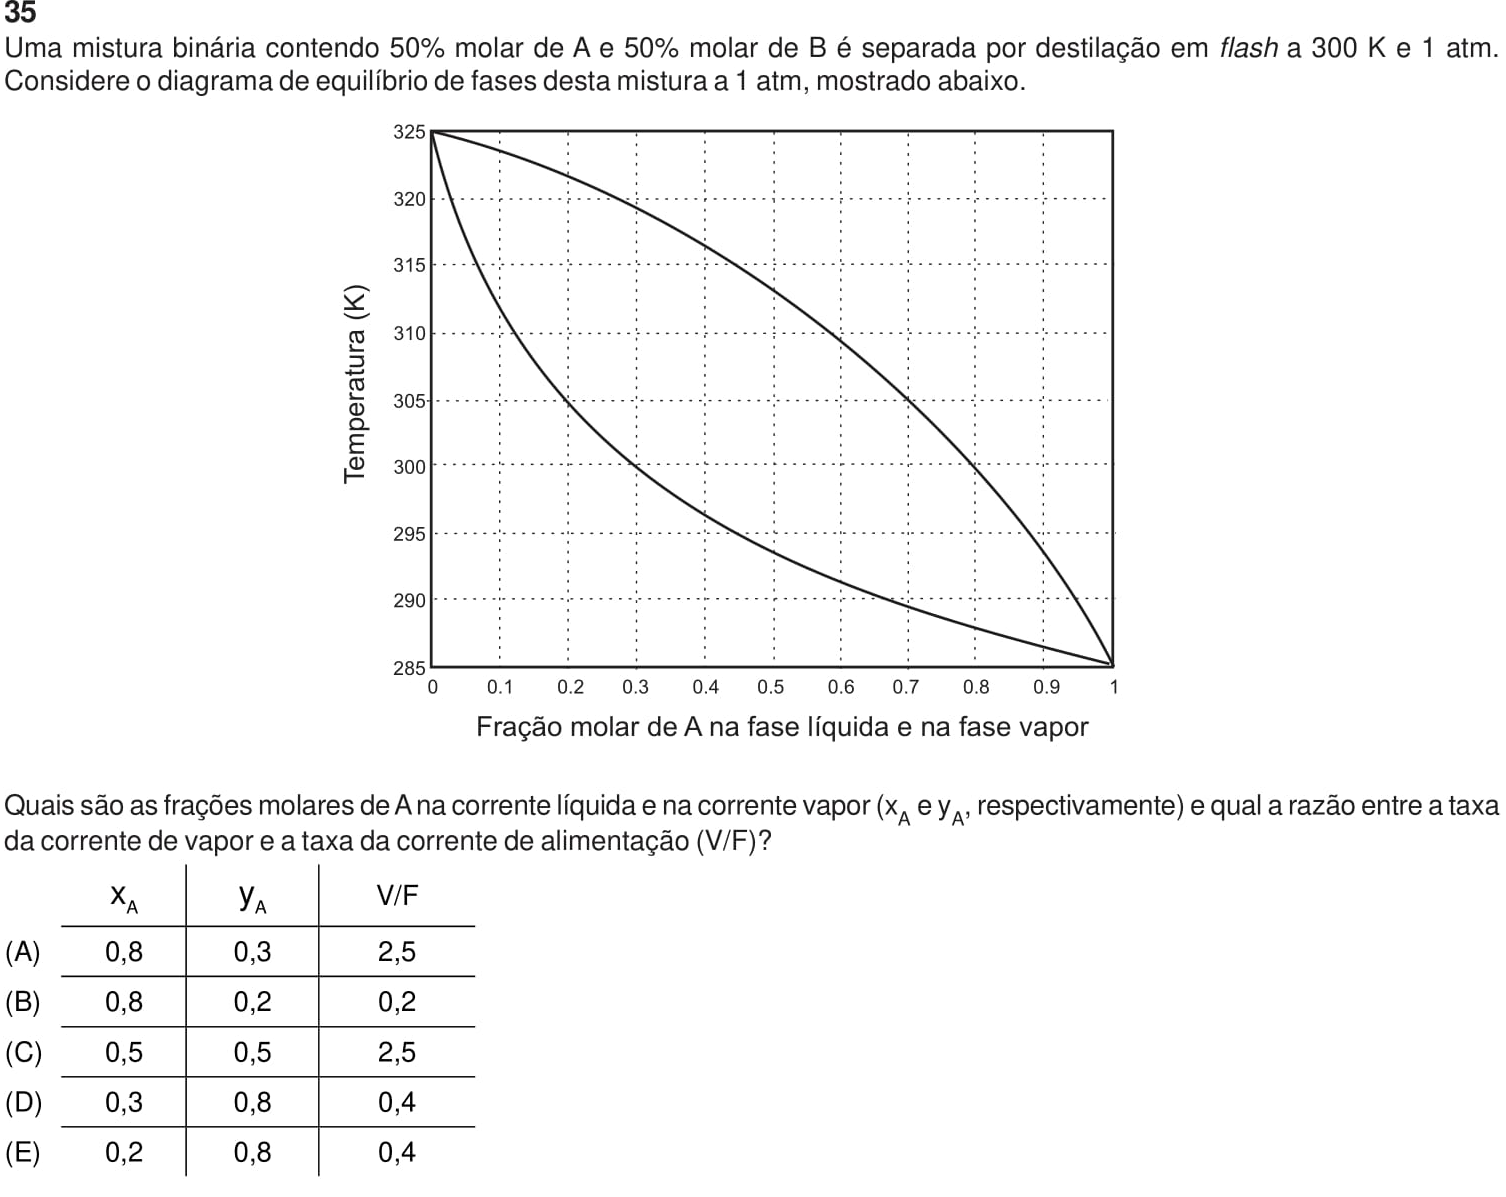 35
Uma mistura binária contendo 50% molar de A e 50% molar de B é separada por destilação em flash a 300 K e 1 atm.
Considere o diagrama de equilíbrio de fases desta mistura a 1 atm, mostrado abaixo.
325
320
315
310
305
300
295
290
285
Temperatura (K)
0 0.1 0.2 0.3 0.4 0.5 0.6 0.7 0.8 0.9 1
Fração molar de A na fase líquida e na fase vapor
Quais são as frações molares de A na corrente líquida e na corrente vapor (x_A e y_A, respectivamente) e qual a razão entre a taxa
da corrente de vapor e a taxa da corrente de alimentação (V/F)?
x_A y_A V/F
(A) 0,8 0,3 2,5
(B) 0,8 0,2 0,2
(C) 0,5 0,5 2,5
(D) 0,3 0,8 0,4
(E) 0,2 0,8 0,4